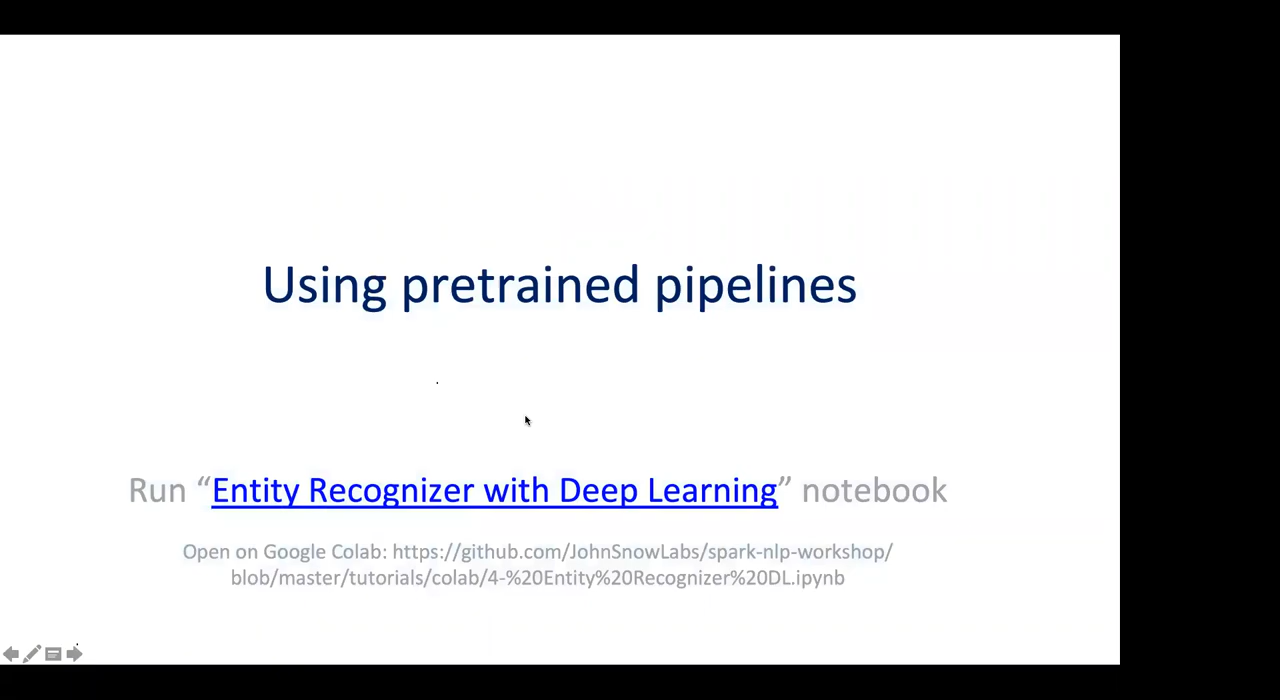 Using pretrained pipelines
Run “Entity Recognizer with Deep Learning” notebook
Open on Google Colab: https://github.com/JohnSnowLabs/spark-nlp-workshop/
blob/master/tutorials/colab/4-%20Entity%20Recognizer%20DL.ipynb